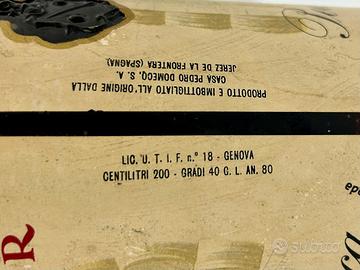 PRODOTTO E IMBOTTIGLIATO ALL'ORIGINE DALLA
CASA PEDRO DOMECQ, S. A.
JEREZ DE LA FRONTERA (SPAGNA)
LIC. U. T. I. F. n.° 18 - GENOVA
CENTILITRI 200 - GRADI 40 G. L. AN. 80
R
subito